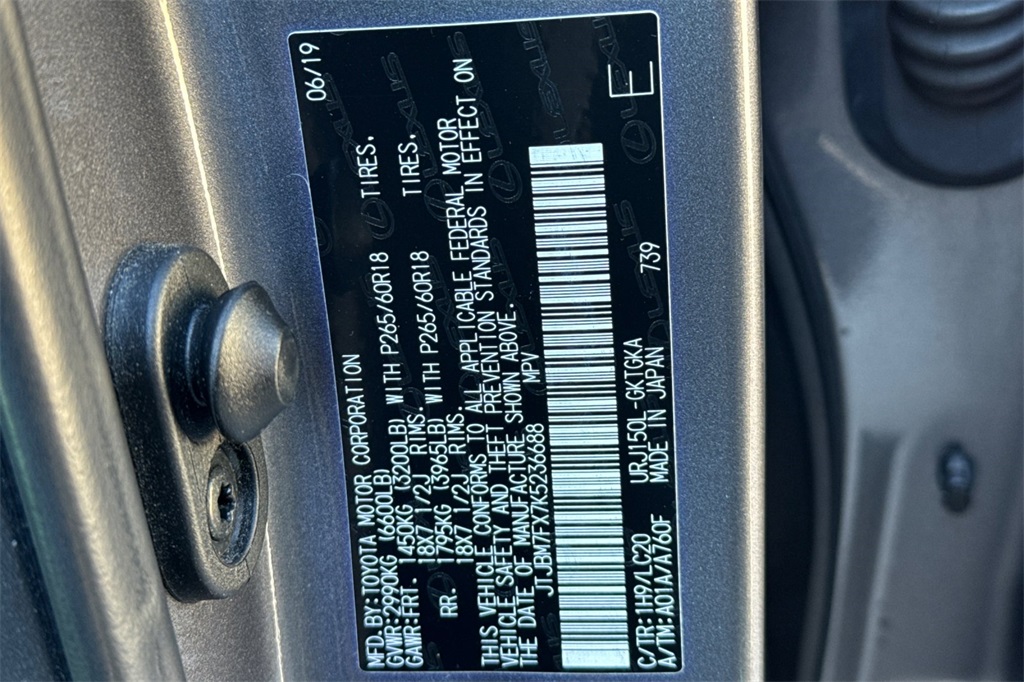 MFD. BY: TOYOTA MOTOR CORPORATION 06/19
GVWR: 2990KG (6600LB)
GAWR: FRT. 1450KG (3200LB) WITH P265/60R18 TIRES.
18X7 1/2J RIMS.
RR. 1795KG (3965LB) WITH P265/60R18 TIRES.
18X7 1/2J RIMS.
THIS VEHICLE CONFORMS TO ALL APPLICABLE FEDERAL MOTOR
VEHICLE SAFETY AND THEFT PREVENTION STANDARDS IN EFFECT ON
THE DATE OF MANUFACTURE SHOWN ABOVE.
JTJBM7FX7K5236688 MPV
C/TR: 1H9/LC20 URJ150L-GKTGKA E
A/TM: A01A/A760F MADE IN JAPAN 739
LEXUS